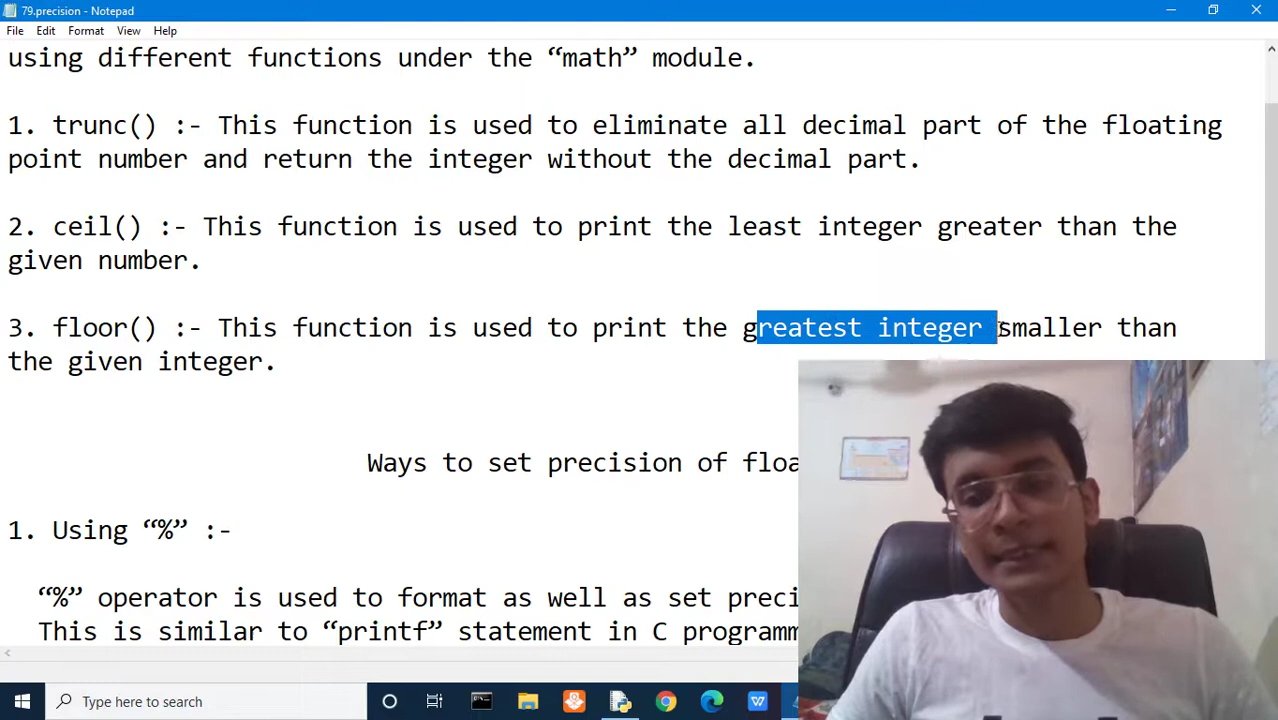 79.precision - Notepad
File Edit Format View Help
using different functions under the “math” module.
1. trunc() :- This function is used to eliminate all decimal part of the floating
point number and return the integer without the decimal part.
2. ceil() :- This function is used to print the least integer greater than the
given number.
3. floor() :- This function is used to print the greatest integer smaller than
the given integer.
Ways to set precision of floa
1. Using “%” :-
“%” operator is used to format as well as set preci
This is similar to “printf” statement in C programm
Type here to search